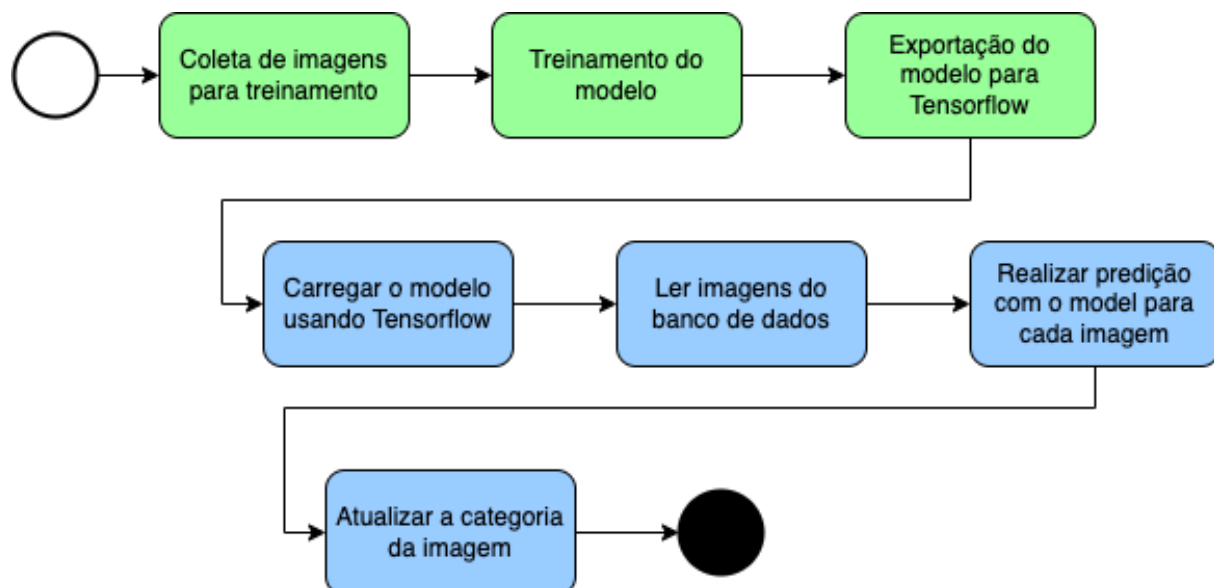 Coleta de imagens
para treinamento
Treinamento do
modelo
Exportação do
modelo para
Tensorflow
Carregar o modelo
usando Tensorflow
Ler imagens do
banco de dados
Realizar predição
com o model para
cada imagem
Atualizar a categoria
da imagem